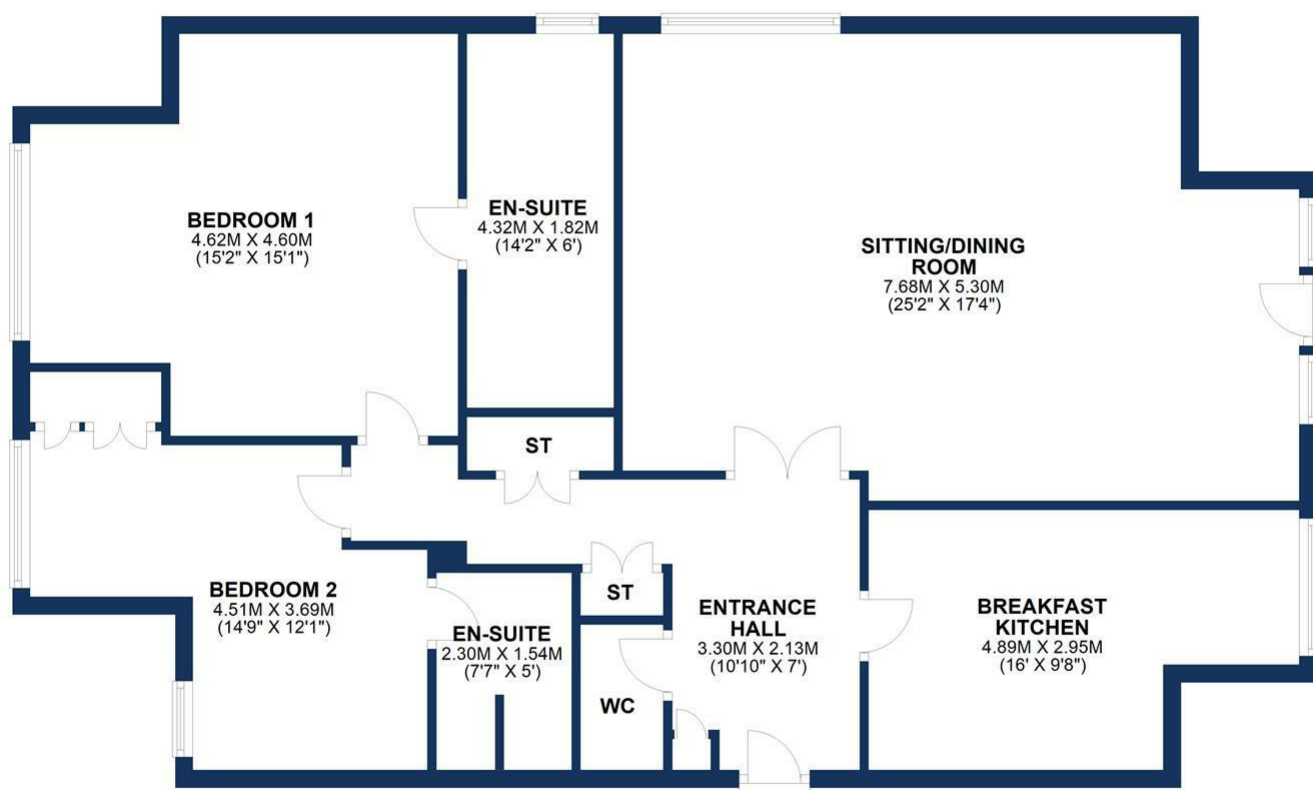 BEDROOM 1
4.62M X 4.60M
(15'2" X 15'1")
EN-SUITE
4.32M X 1.82M
(14'2" X 6')
SITTING/DINING
ROOM
7.68M X 5.30M
(25'2" X 17'4")
ST
BEDROOM 2
4.51M X 3.69M
(14'9" X 12'1")
EN-SUITE
2.30M X 1.54M
(7'7" X 5')
ST
WC
ENTRANCE
HALL
3.30M X 2.13M
(10'10" X 7')
BREAKFAST
KITCHEN
4.89M X 2.95M
(16' X 9'8")